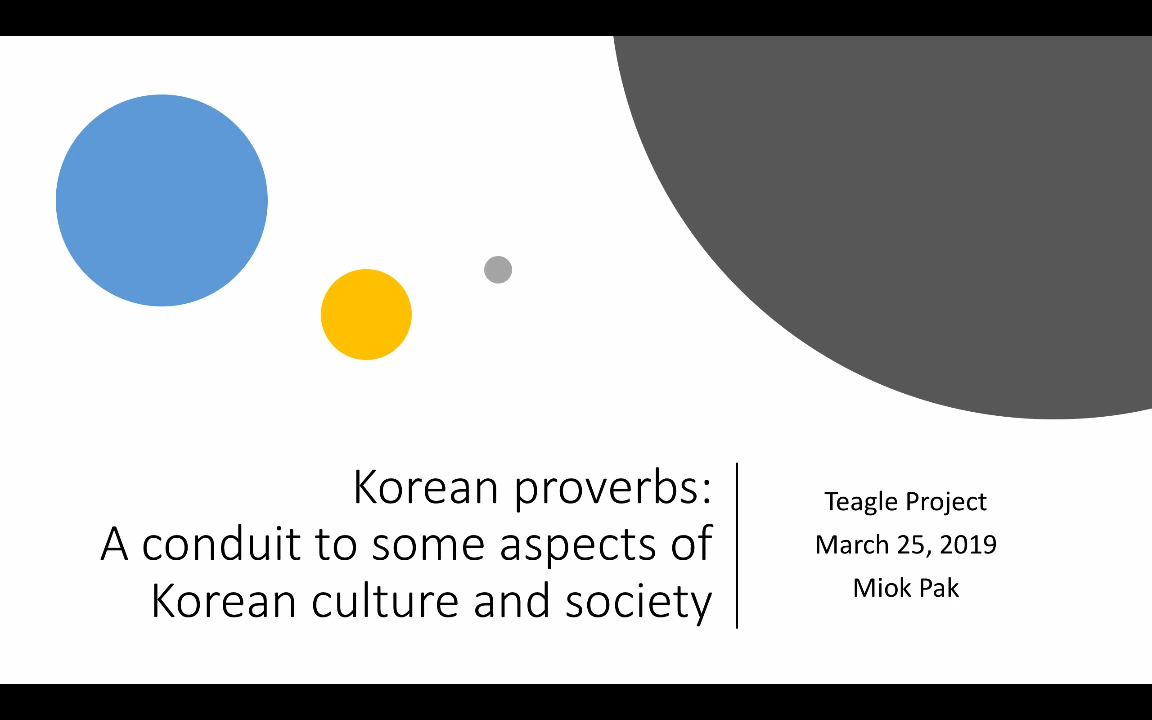 Korean proverbs:
A conduit to some aspects of
Korean culture and society
Teagle Project
March 25, 2019
Miok Pak